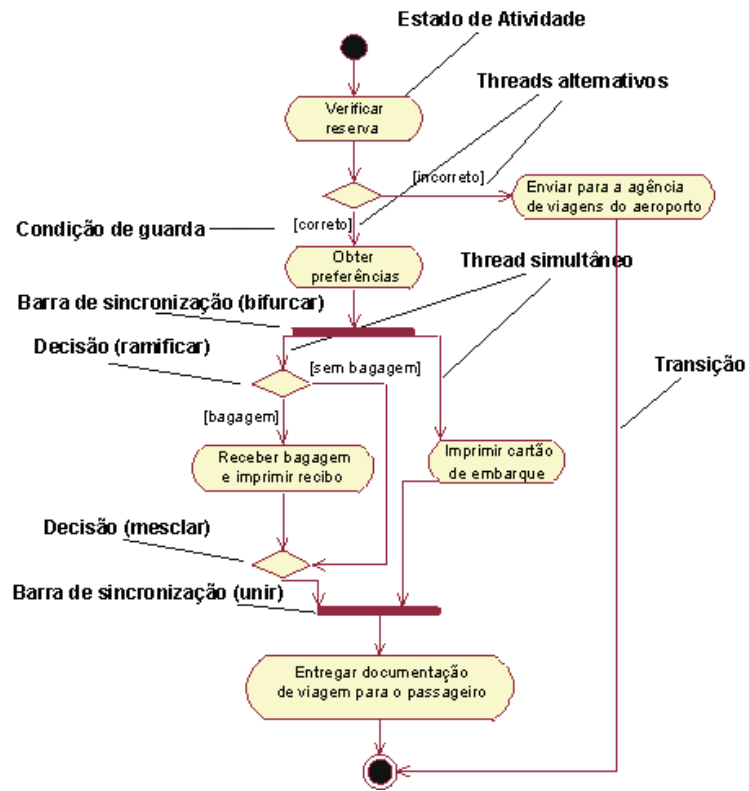 Estado de Atividade
Verificar
reserva
Threads alternativos
[incorreto]
Enviar para a agência
de viagens do aeroporto
Condição de guarda
[correto]
Obter
preferências
Thread simultâneo
Barra de sincronização (bifurcar)
Decisão (ramificar)
[sem bagagem]
Transição
[bagagem]
Receber bagagem
e imprimir recibo
Imprimir cartão
de embarque
Decisão (mesclar)
Barra de sincronização (unir)
Entregar documentação
de viagem para o passageiro